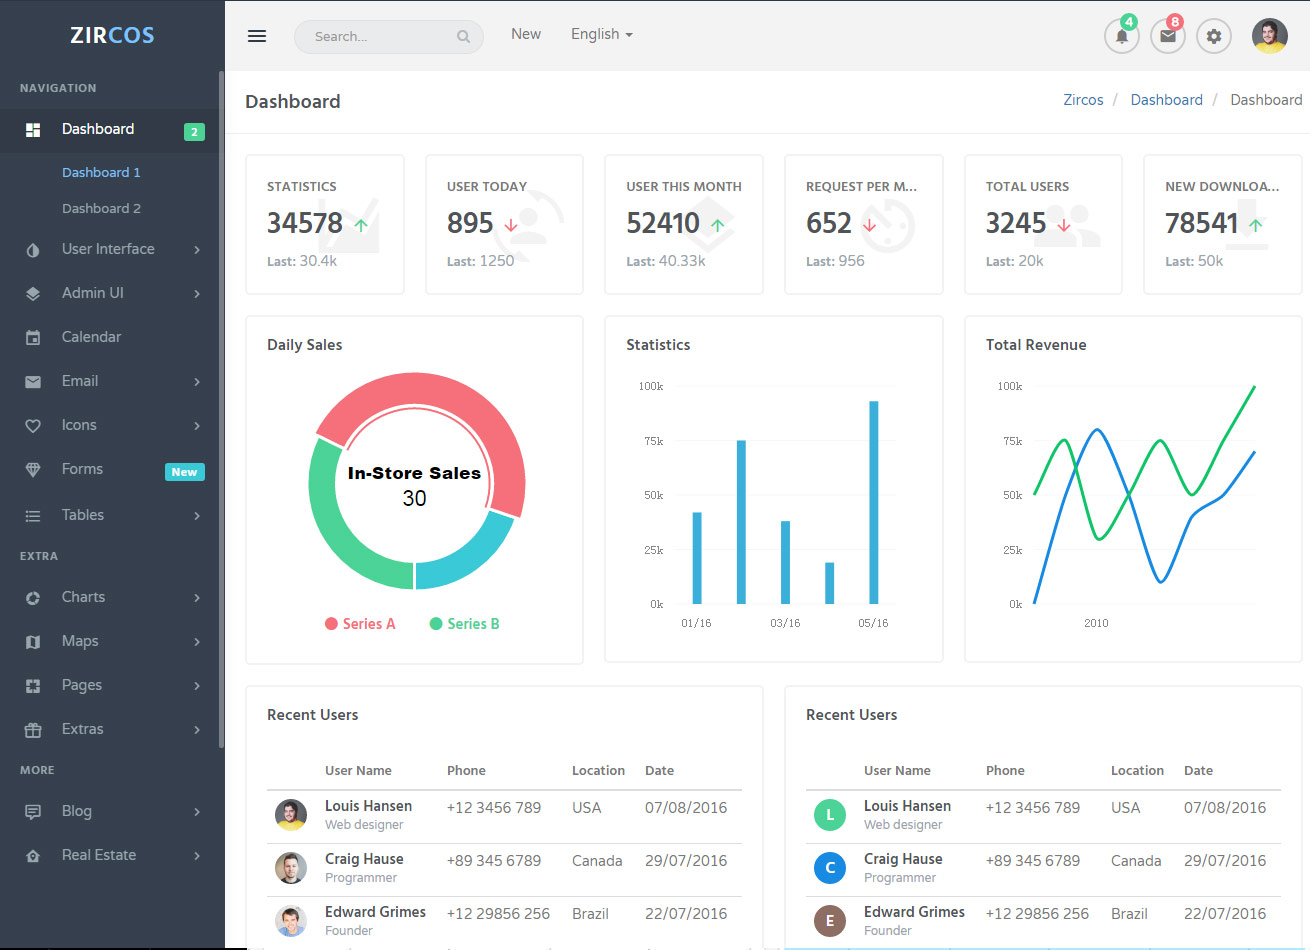 ZIRCOS
Search...
New
English
4
8
NAVIGATION
Dashboard
2
Dashboard 1
Dashboard 2
User Interface
Admin UI
Calendar
Email
Icons
Forms
New
Tables
EXTRA
Charts
Maps
Pages
Extras
MORE
Blog
Real Estate
Dashboard
Zircos / Dashboard / Dashboard
STATISTICS
34578
Last: 30.4k
USER TODAY
895
Last: 1250
USER THIS MONTH
52410
Last: 40.33k
REQUEST PER M...
652
Last: 956
TOTAL USERS
3245
Last: 20k
NEW DOWNLOA...
78541
Last: 50k
Daily Sales
In-Store Sales
30
Series A
Series B
Statistics
100k
75k
50k
25k
0k
01/16
03/16
05/16
Total Revenue
100k
75k
50k
25k
0k
2010
Recent Users
User Name Phone Location Date
Louis Hansen +12 3456 789 USA 07/08/2016
Web designer
Craig Hause +89 345 6789 Canada 29/07/2016
Programmer
Edward Grimes +12 29856 256 Brazil 22/07/2016
Founder
Recent Users
User Name Phone Location Date
L Louis Hansen +12 3456 789 USA 07/08/2016
Web designer
C Craig Hause +89 345 6789 Canada 29/07/2016
Programmer
E Edward Grimes +12 29856 256 Brazil 22/07/2016
Founder